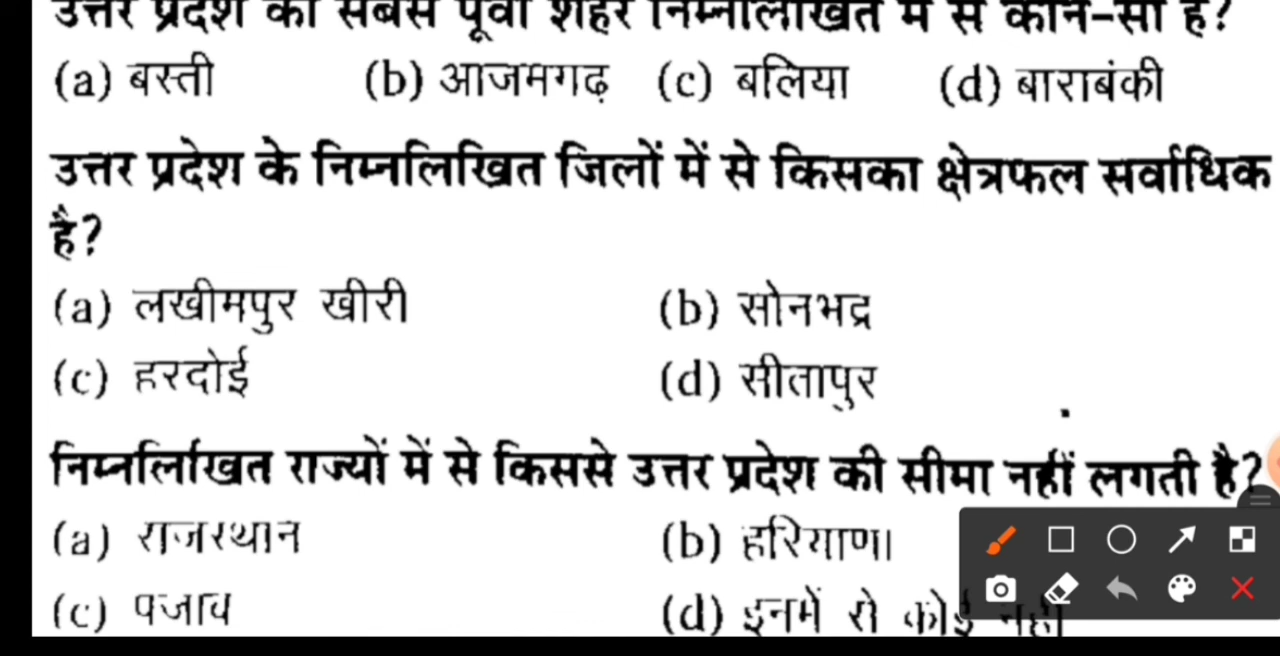 उत्तर प्रदेश का सबसे पूर्वी शहर निम्नलिखित में से कौन-सा है?
(a) बस्ती (b) आजमगढ़ (c) बलिया (d) बाराबंकी
उत्तर प्रदेश के निम्नलिखित जिलों में से किसका क्षेत्रफल सर्वाधिक
है?
(a) लखीमपुर खीरी (b) सोनभद्र
(c) हरदोई (d) सीतापुर
निम्नलिखित राज्यों में से किससे उत्तर प्रदेश की सीमा नहीं लगती है?
(a) राजस्थान (b) हरियाणा
(c) पंजाब (d) इनमें से कोई नहीं